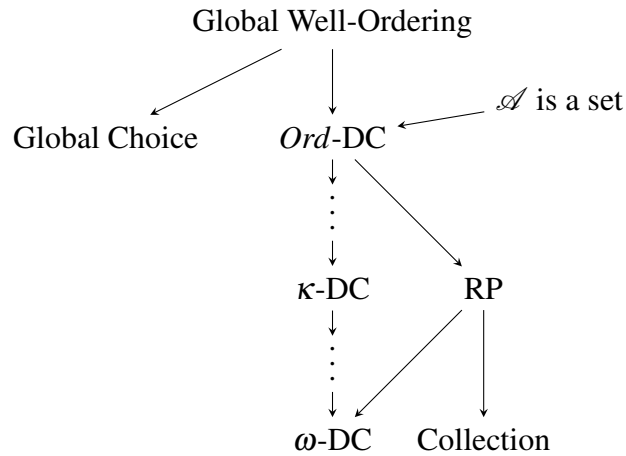 Global Well-Ordering
𝒜 is a set
Global Choice
Ord-DC
κ-DC
RP
ω-DC
Collection